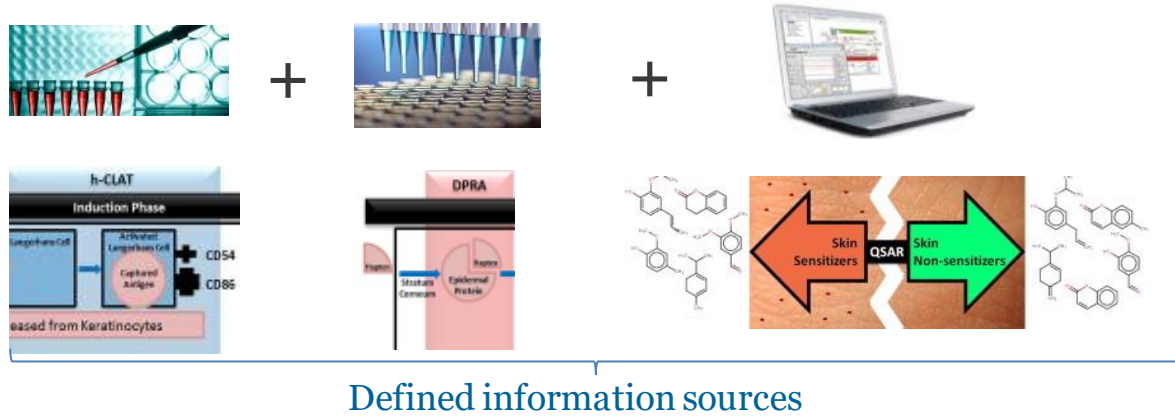 +
+
h-CLAT
Induction Phase
Langerhans Cell
Activated
Langerhans Cell
Captured
Antigen
CD54
CD86
eased from Keratinocytes
DPRA
Hapten
Stratum
Corneum
Hapten
Epidermal
Protein
Skin
Sensitizers
QSAR
Skin
Non-sensitizers
Defined information sources